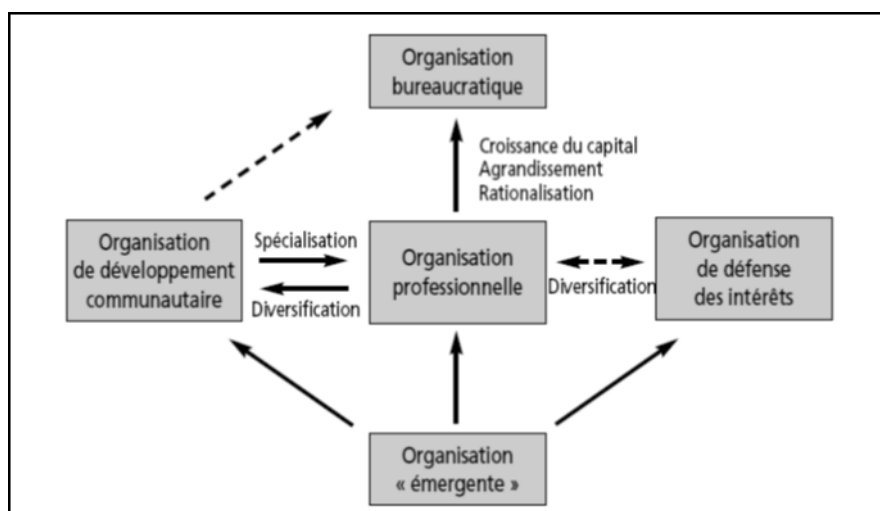 Organisation
bureaucratique
Croissance du capital
Agrandissement
Rationalisation
Organisation
de développement
communautaire
Spécialisation
Diversification
Organisation
professionnelle
Diversification
Organisation
de défense
des intérêts
Organisation
« émergente »